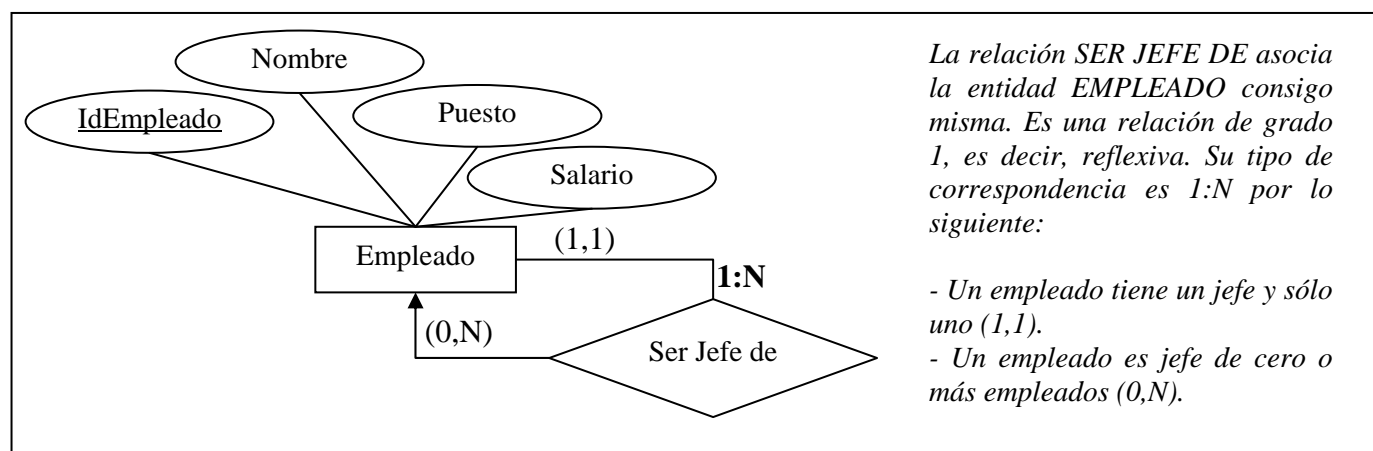 Nombre
IdEmpleado
Puesto
Salario
Empleado
(1,1)
1:N
(0,N)
Ser Jefe de
La relación SER JEFE DE asocia
la entidad EMPLEADO consigo
misma. Es una relación de grado
1, es decir, reflexiva. Su tipo de
correspondencia es 1:N por lo
siguiente:
- Un empleado tiene un jefe y sólo
uno (1,1).
- Un empleado es jefe de cero o
más empleados (0,N).